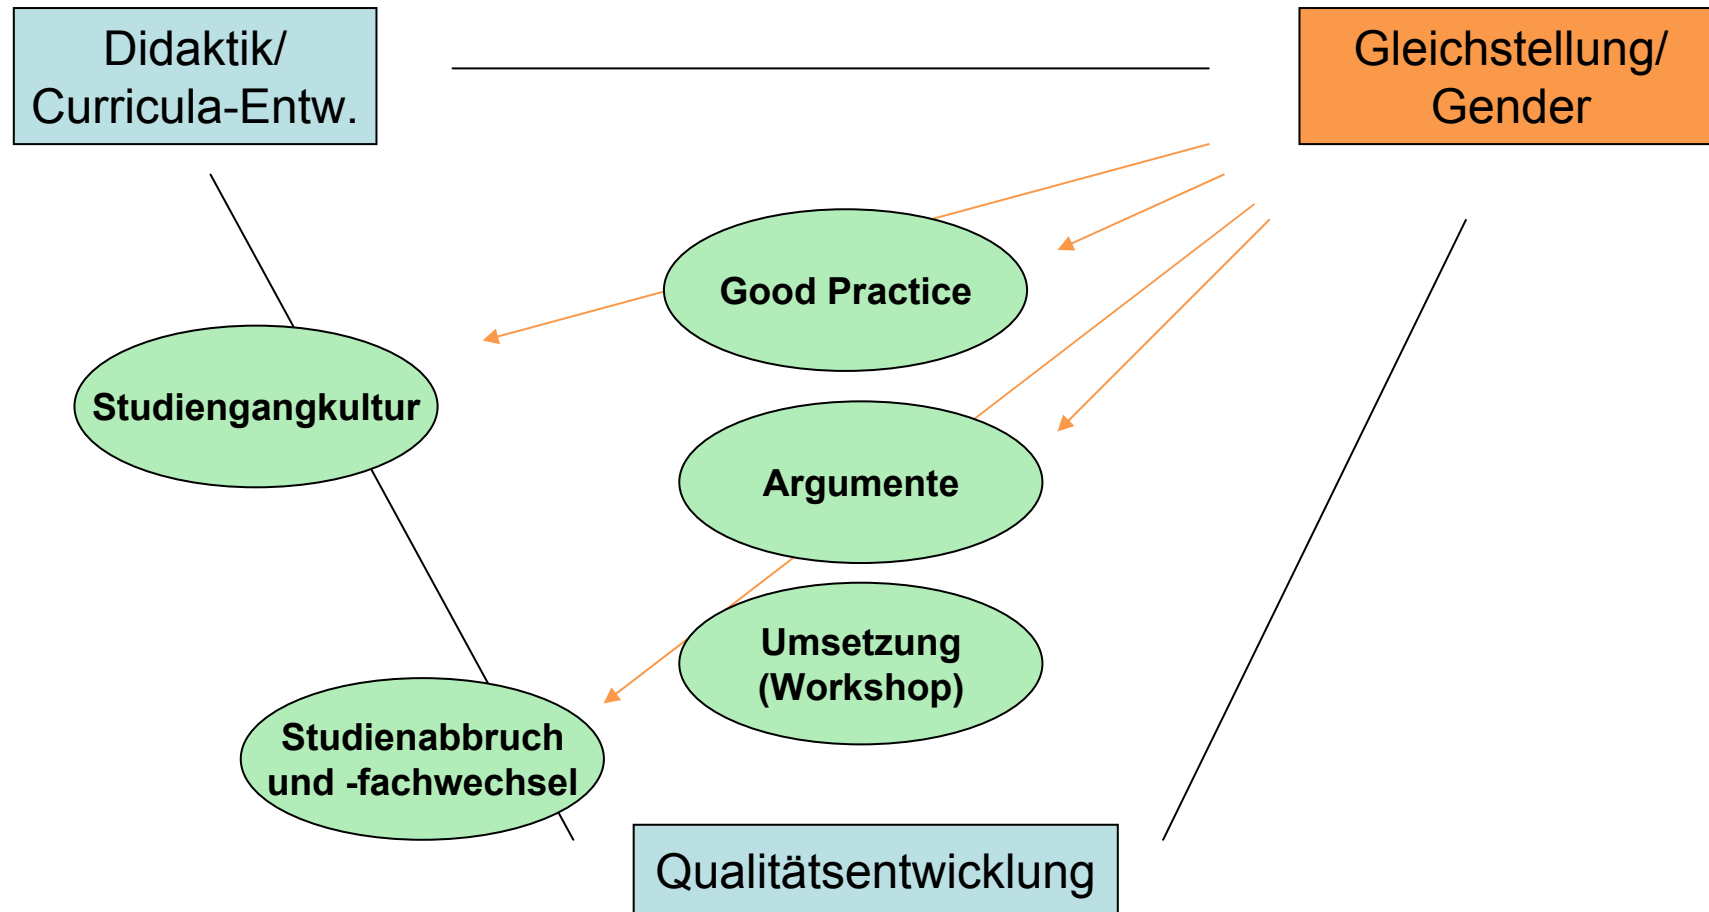 Didaktik/
Curricula-Entw.
Gleichstellung/
Gender
Good Practice
Studiengangkultur
Argumente
Umsetzung
(Workshop)
Studienabbruch
und -fachwechsel
Qualitätsentwicklung